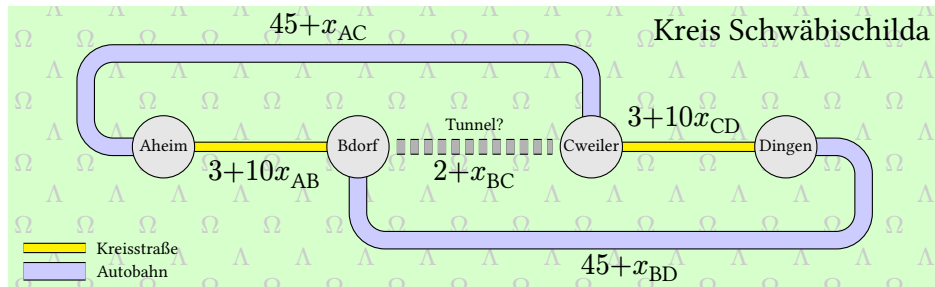 45+x_AC
Kreis Schwäbischilda
Tunnel?
3+10x_CD
Aheim
Bdorf
Cweiler
Dingen
3+10x_AB
2+x_BC
Kreisstraße
Autobahn
45+x_BD